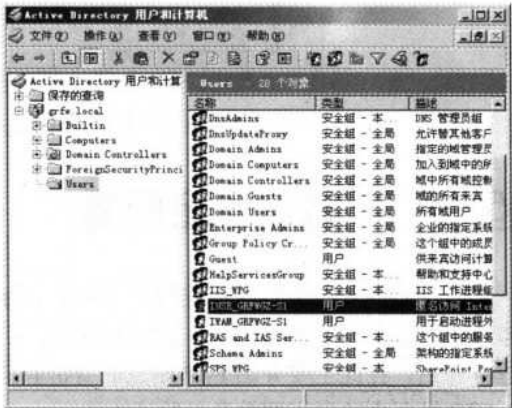 Active Directory 用户和计算机
文件(F) 操作(A) 查看(V) 窗口(W) 帮助(H)
Active Directory 用户和计算
保存的查询
grfw local
Builtin
Computers
Domain Controllers
ForeignSecurityPrinci
Users
Users 28 个对象
名称 类型 描述
DnsAdmins 安全组 - 本... DNS 管理员组
DnsUpdateProxy 安全组 - 全局 允许替其他客户
Domain Admins 安全组 - 全局 指定的域管理员
Domain Computers 安全组 - 全局 加入到域中的所
Domain Controllers 安全组 - 全局 域中所有域控制
Domain Guests 安全组 - 全局 域的所有来宾
Domain Users 安全组 - 全局 所有域用户
Enterprise Admins 安全组 - 全局 企业的指定系统
Group Policy Cr... 安全组 - 全局 这个组中的成员
Guest 用户 供来宾访问计算
HelpServicesGroup 安全组 - 本... 帮助和支持中心
IIS_WPG 安全组 - 本... IIS 工作进程组
IUSR_GRFWGZ-S1 用户 匿名访问 Inter
IWAM_GRFWGZ-S1 用户 用于启动进程外
RAS and IAS Ser... 安全组 - 本... 这个组中的服务
Schema Admins 安全组 - 全局 架构的指定系统
SPS WPG 安全组 - 本 SharePoint Por